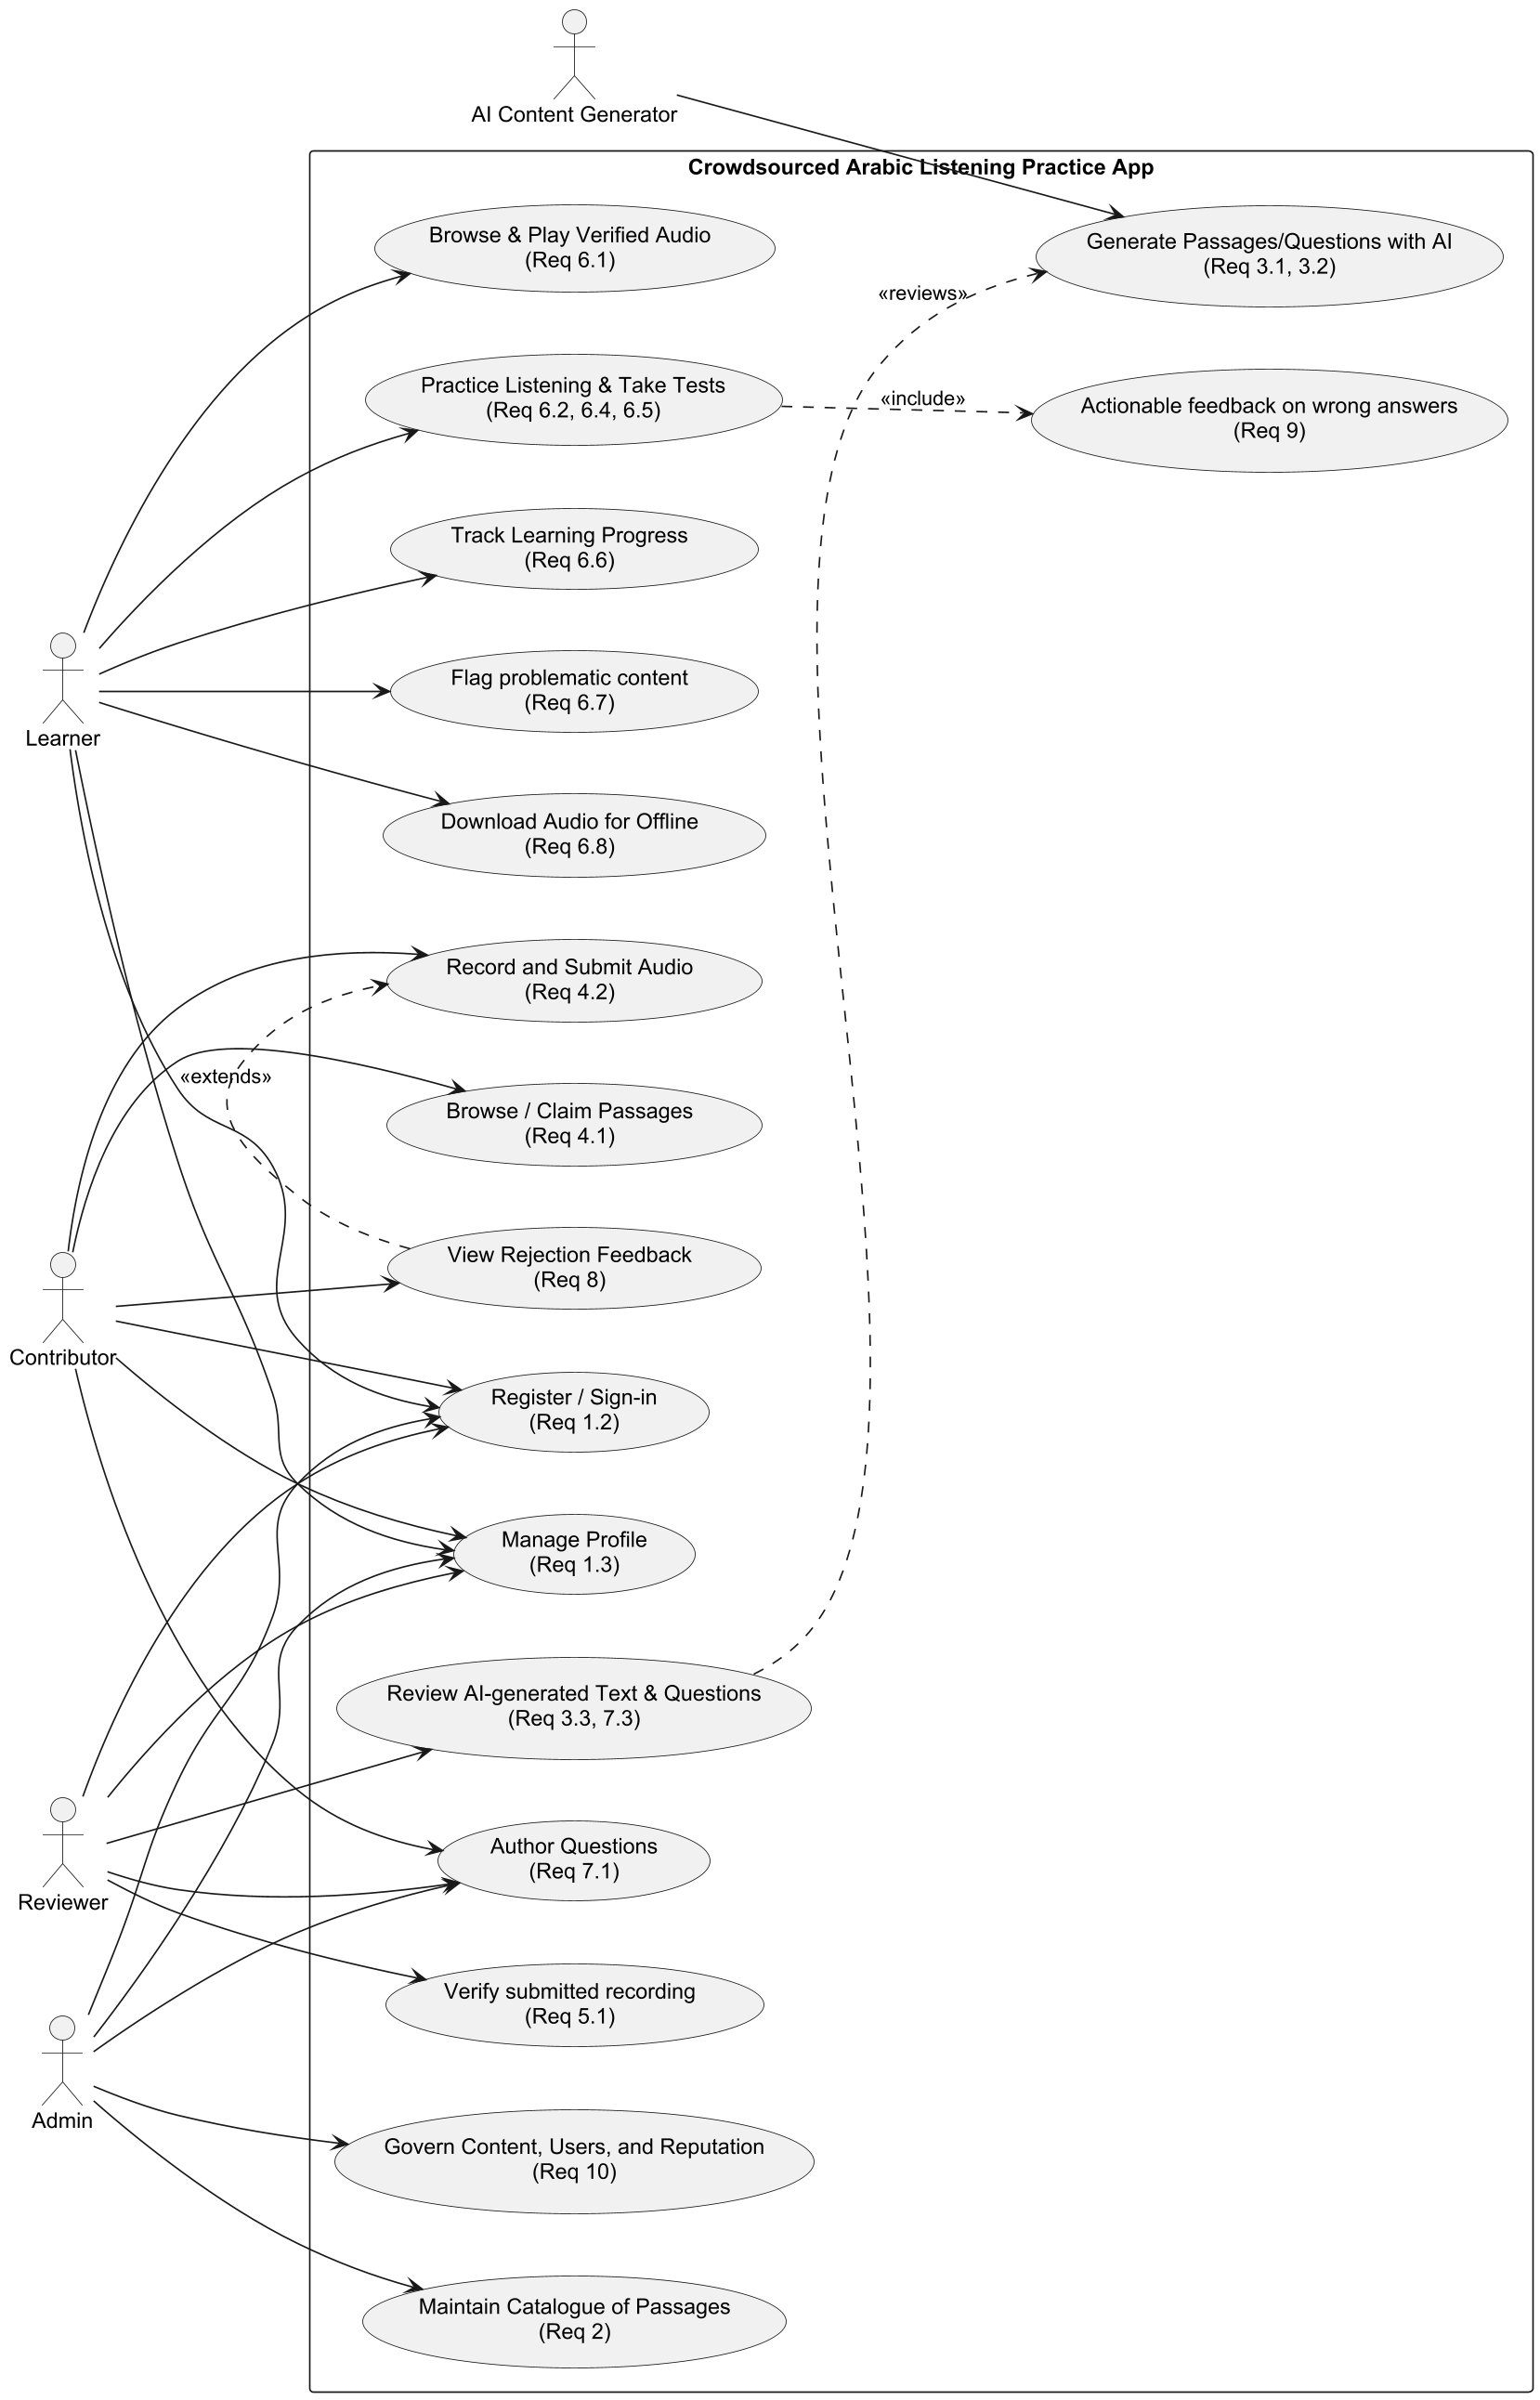 AI Content Generator
Crowdsourced Arabic Listening Practice App
Browse & Play Verified Audio
(Req 6.1)
Generate Passages/Questions with AI
(Req 3.1, 3.2)
«reviews»
Practice Listening & Take Tests
(Req 6.2, 6.4, 6.5)
«include»
Actionable feedback on wrong answers
(Req 9)
Track Learning Progress
(Req 6.6)
Flag problematic content
(Req 6.7)
Learner
Download Audio for Offline
(Req 6.8)
Record and Submit Audio
(Req 4.2)
«extends»
Browse / Claim Passages
(Req 4.1)
View Rejection Feedback
(Req 8)
Contributor
Register / Sign-in
(Req 1.2)
Manage Profile
(Req 1.3)
Review AI-generated Text & Questions
(Req 3.3, 7.3)
Author Questions
(Req 7.1)
Reviewer
Verify submitted recording
(Req 5.1)
Admin
Govern Content, Users, and Reputation
(Req 10)
Maintain Catalogue of Passages
(Req 2)